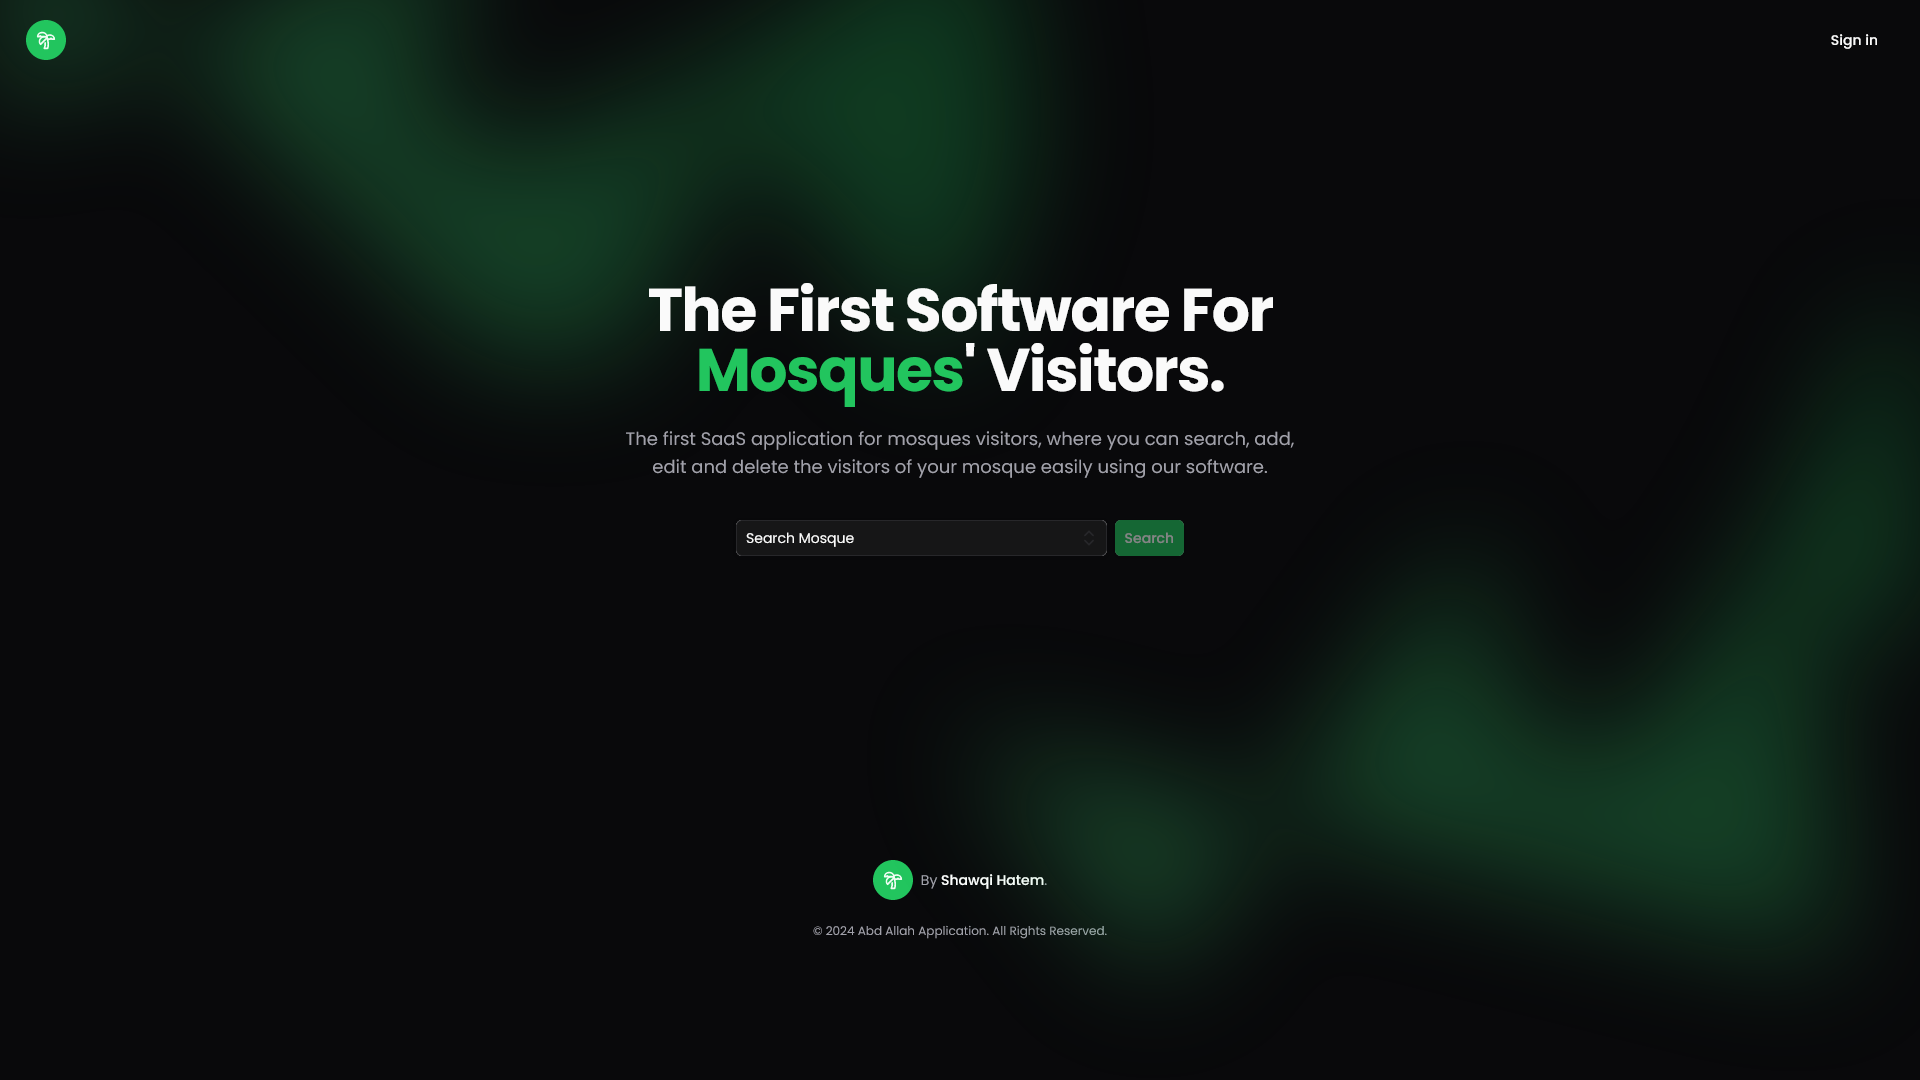 Sign in
The First Software For
Mosques' Visitors.
The first SaaS application for mosques visitors, where you can search, add,
edit and delete the visitors of your mosque easily using our software.
Search Mosque
Search
By Shawqi Hatem.
© 2024 Abd Allah Application. All Rights Reserved.